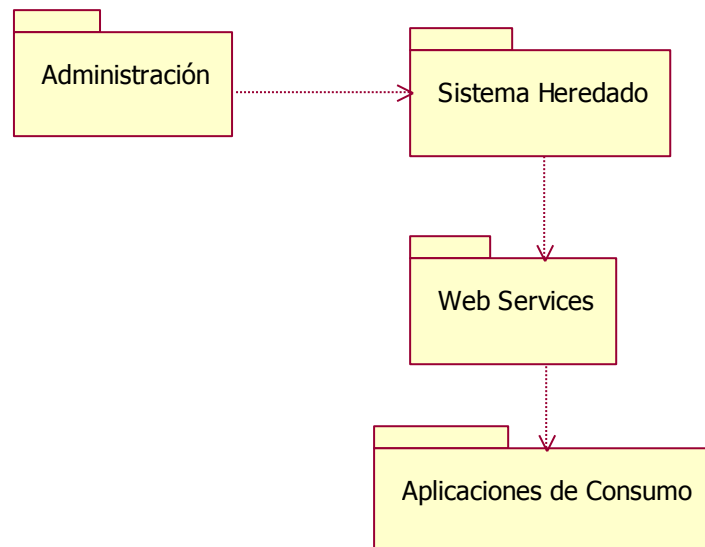 Administración
Sistema Heredado
Web Services
Aplicaciones de Consumo